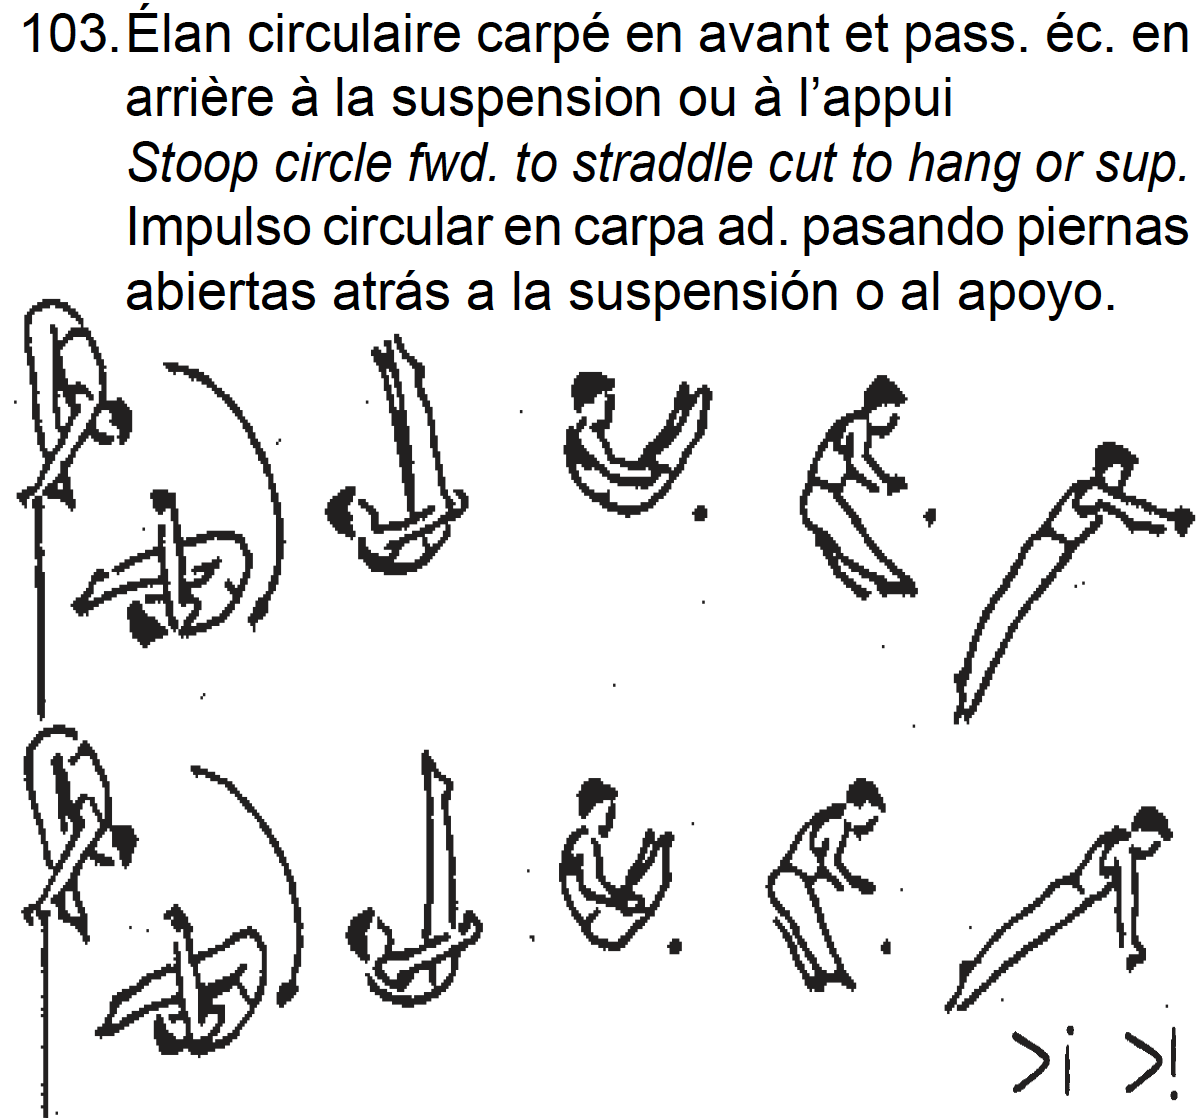 103. Élan circulaire carpé en avant et pass. éc. en
arrière à la suspension ou à l’appui
Stoop circle fwd. to straddle cut to hang or sup.
Impulso circular en carpa ad. pasando piernas
abiertas atrás a la suspensión o al apoyo.
>i >!